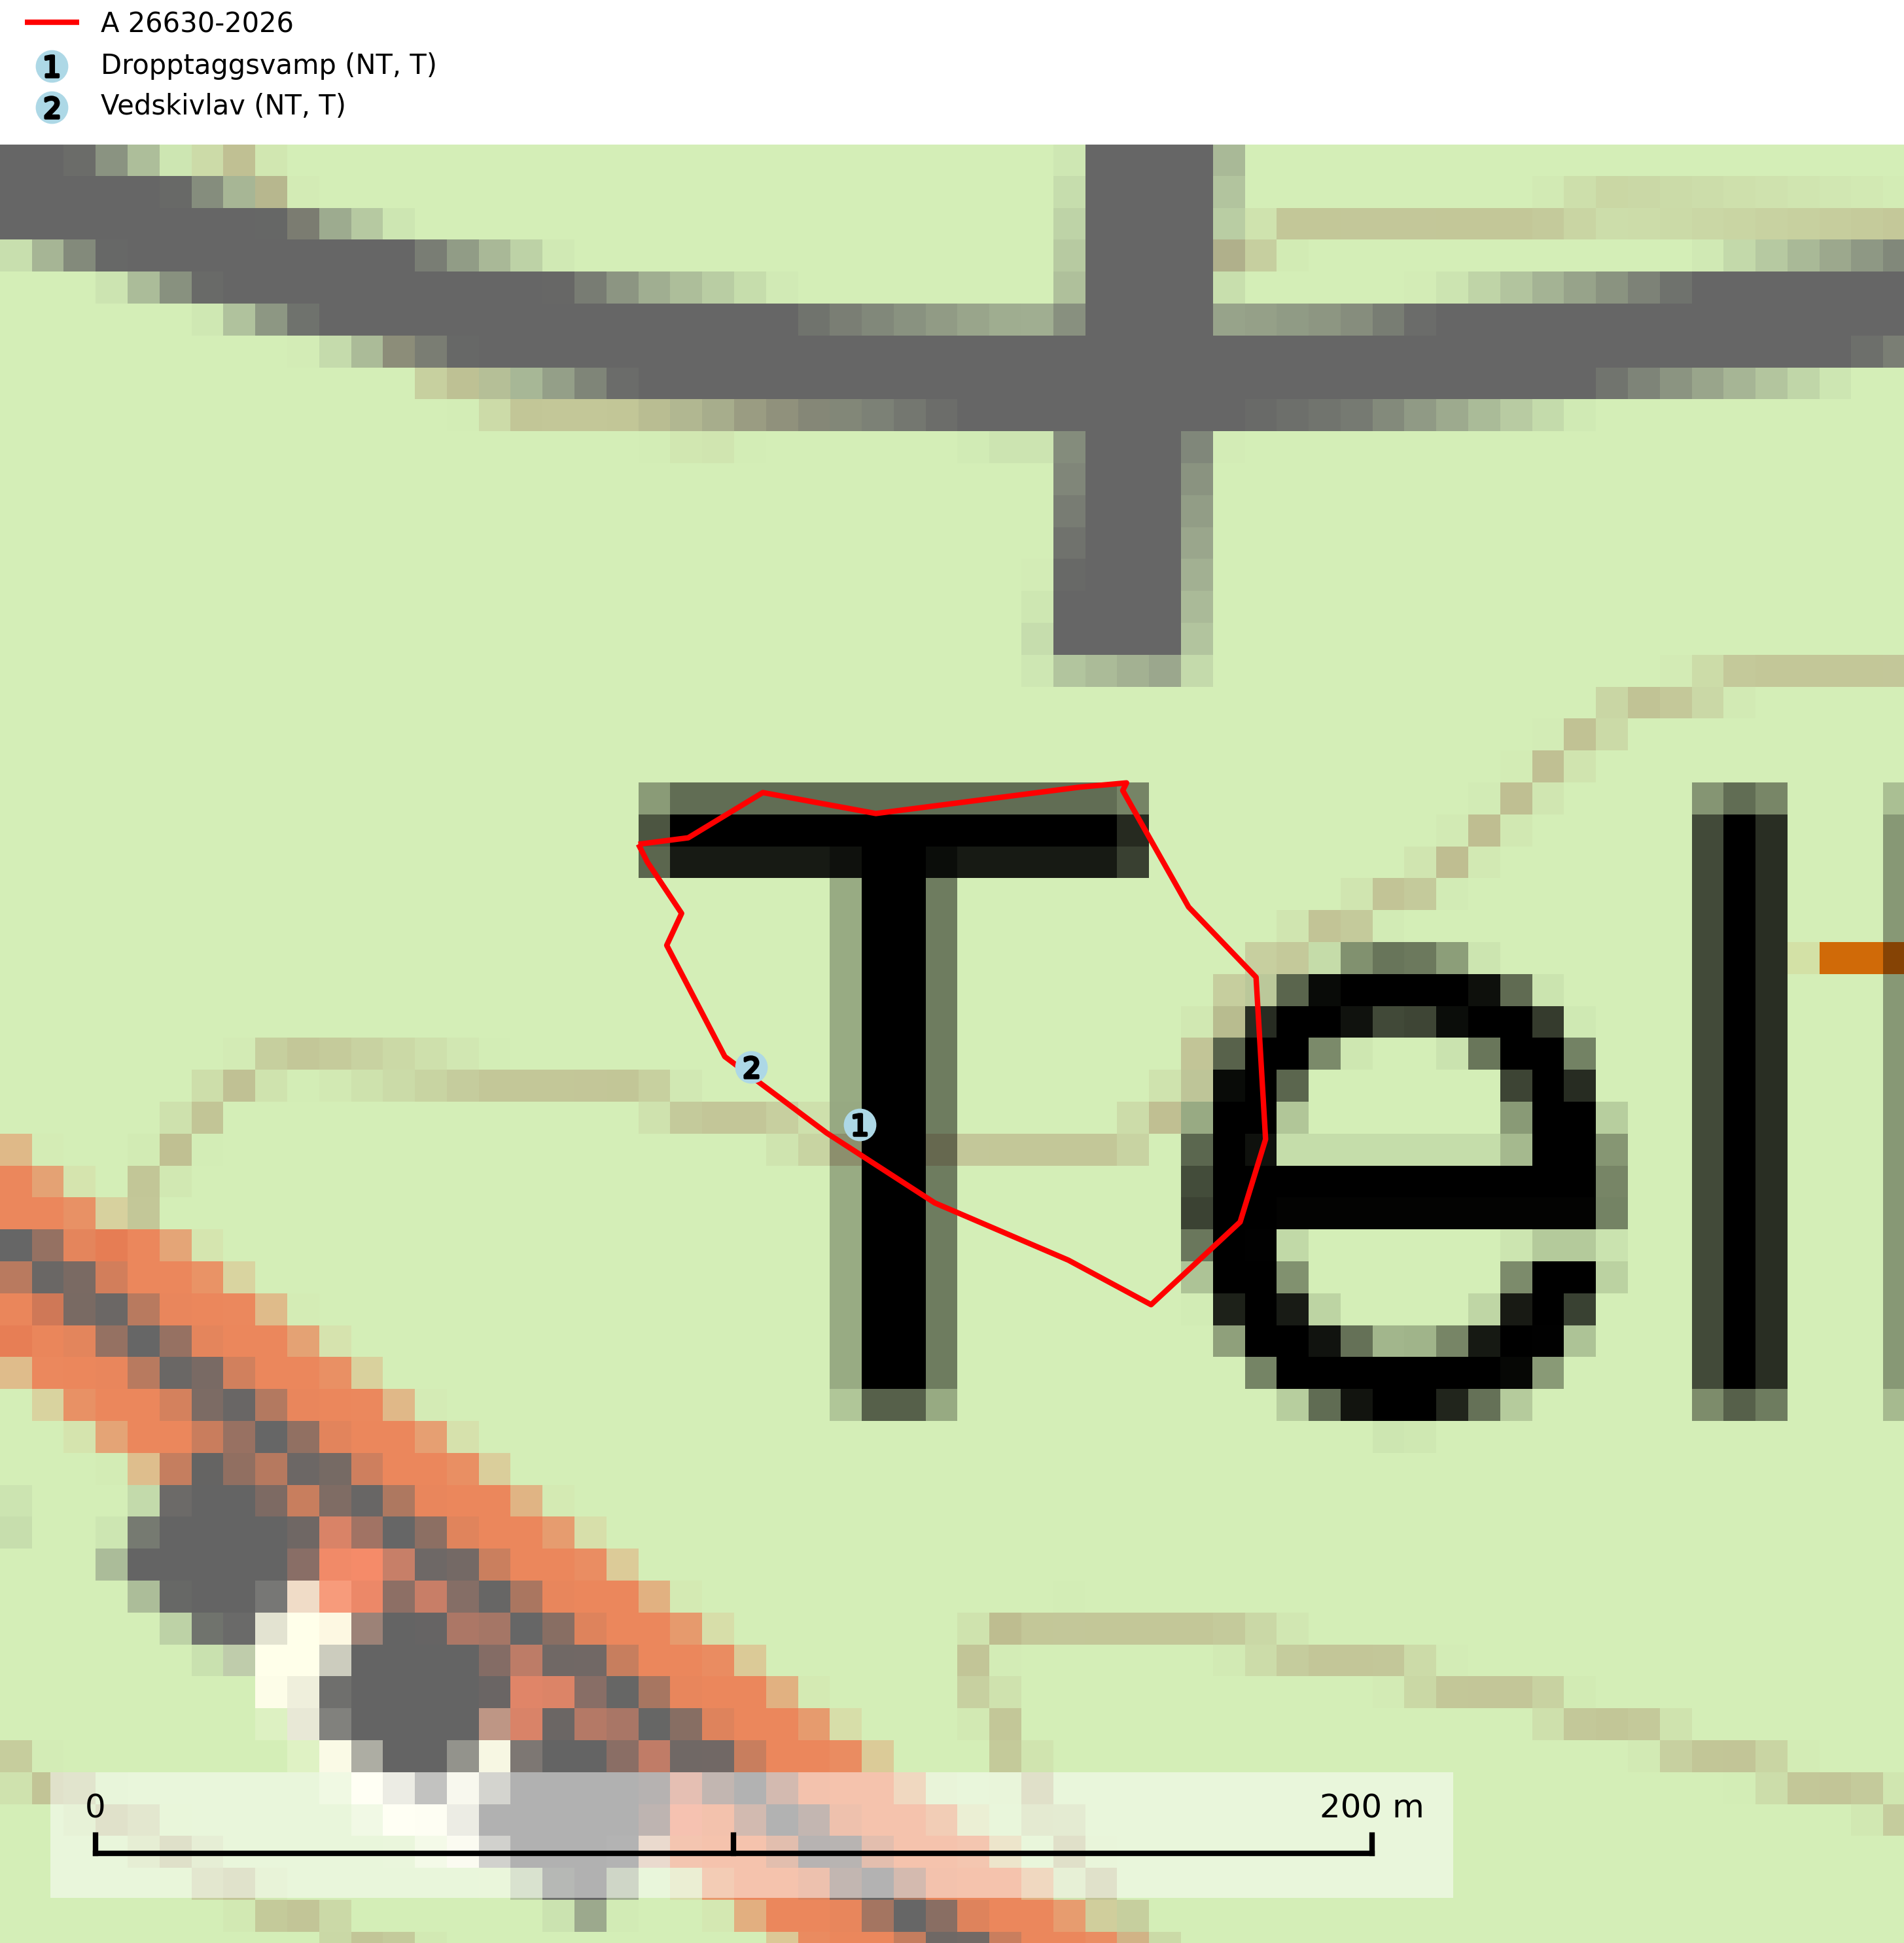 A 26630-2026
1 Dropptaggsvamp (NT, T)
2 Vedskivlav (NT, T)
Tel
2
1
0 200 m